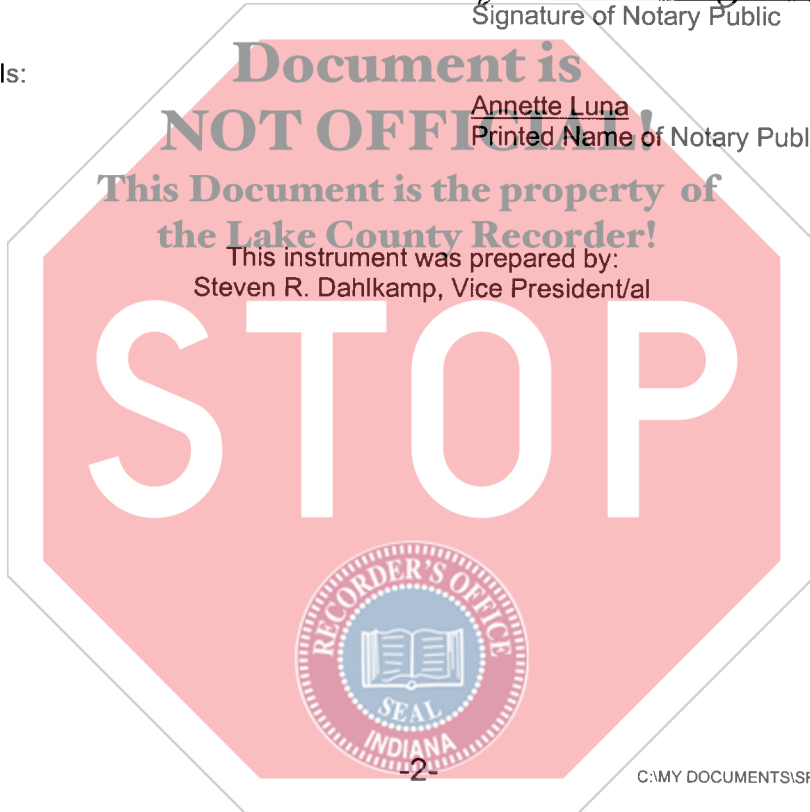 Signature of Notary Public
ls:
Document is
NOT OFFICIAL!
Annette Luna
Printed Name of Notary Publ
This Document is the property of
the Lake County Recorder!
This instrument was prepared by:
Steven R. Dahlkamp, Vice President/al
STOP
RECORDER'S OFFICE
SEAL
INDIANA
-2-
C:\MY DOCUMENTS\SF